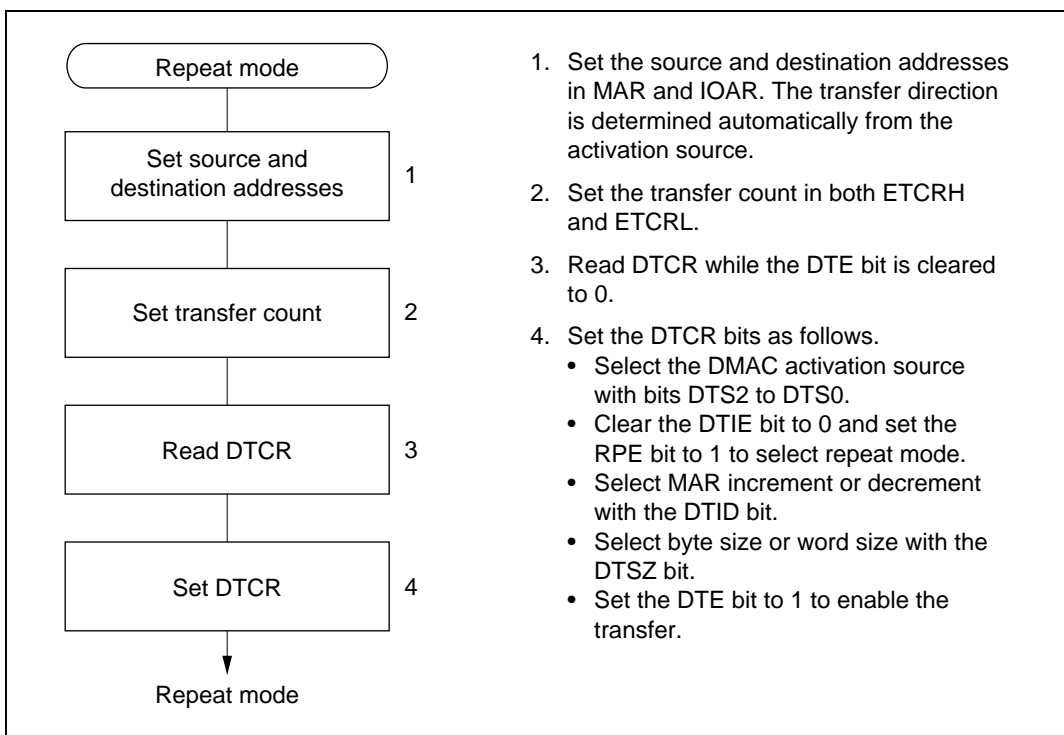 Repeat mode
Set source and
destination addresses
1
Set transfer count
2
Read DTCR
3
Set DTCR
4
Repeat mode
1. Set the source and destination addresses
in MAR and IOAR. The transfer direction
is determined automatically from the
activation source.
2. Set the transfer count in both ETCRH
and ETCRL.
3. Read DTCR while the DTE bit is cleared
to 0.
4. Set the DTCR bits as follows.
• Select the DMAC activation source
with bits DTS2 to DTS0.
• Clear the DTIE bit to 0 and set the
RPE bit to 1 to select repeat mode.
• Select MAR increment or decrement
with the DTID bit.
• Select byte size or word size with the
DTSZ bit.
• Set the DTE bit to 1 to enable the
transfer.